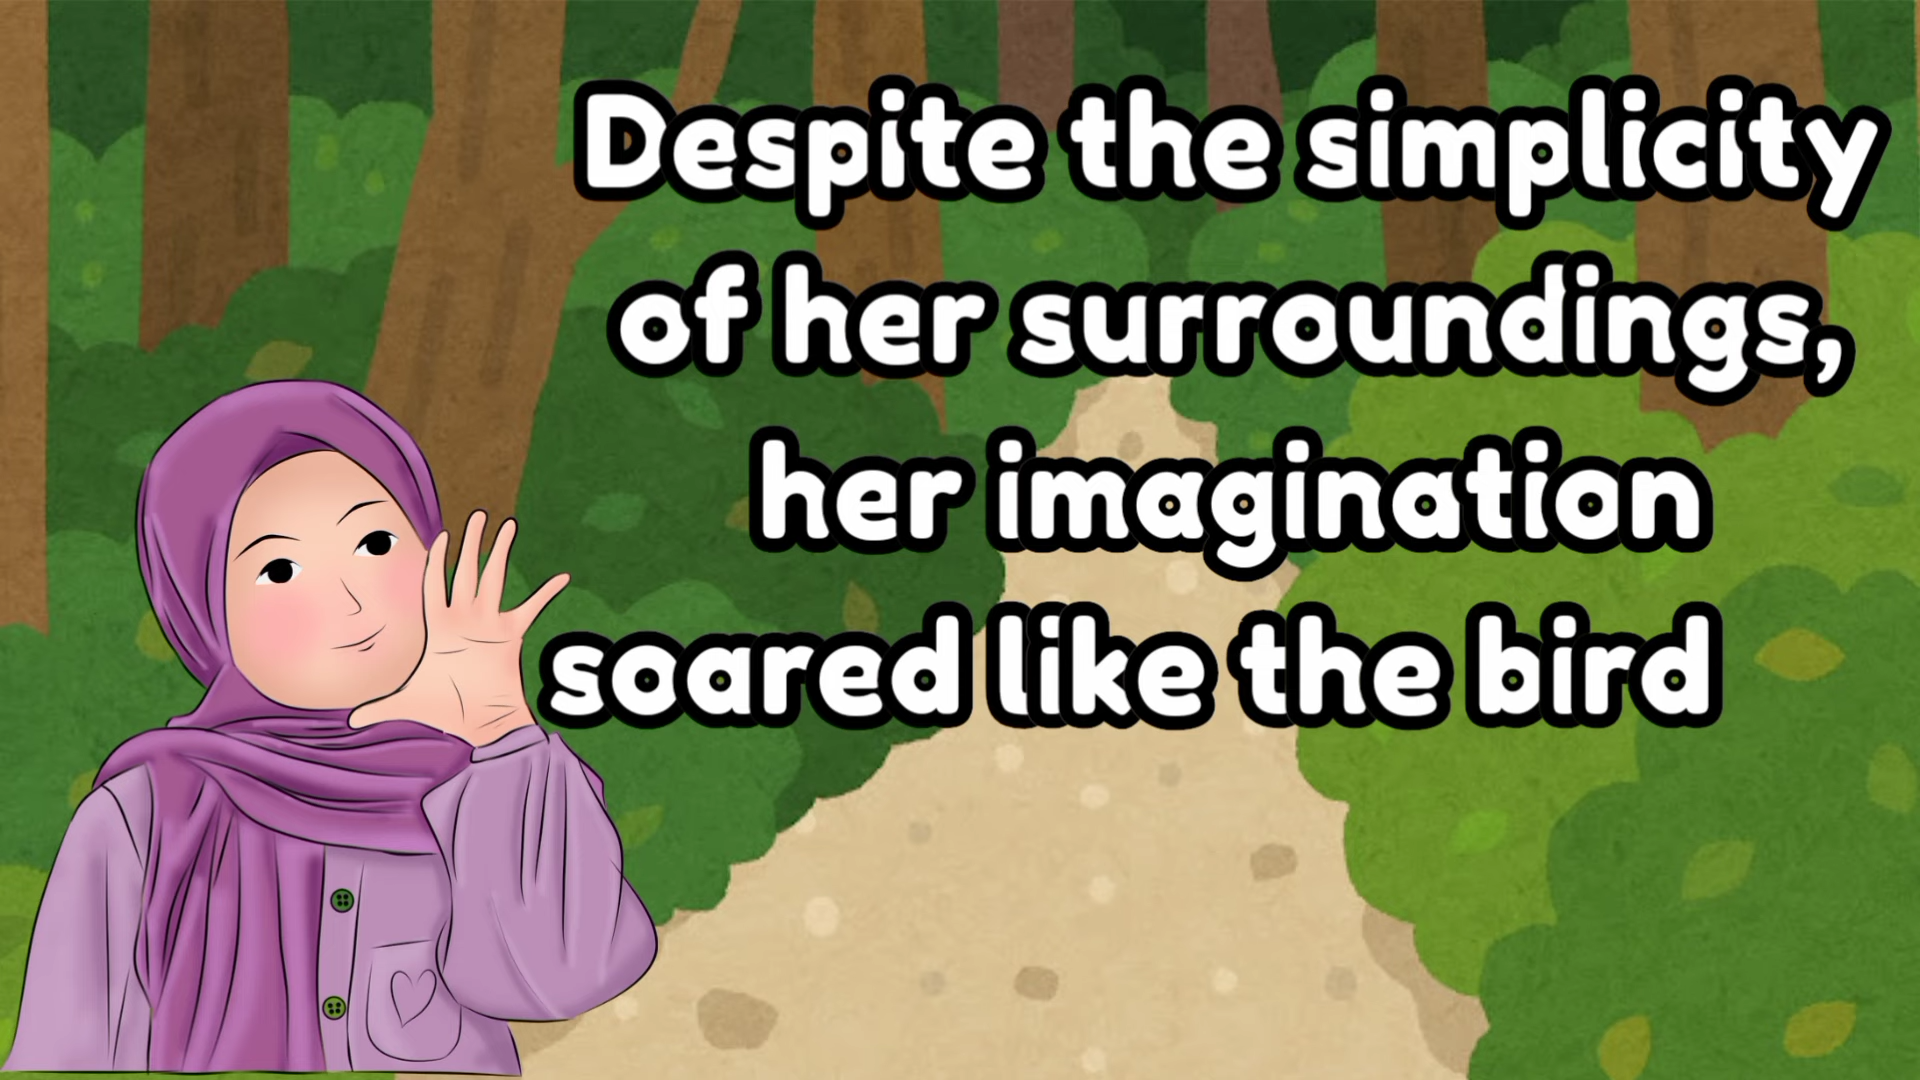 Despite the simplicity
of her surroundings,
her imagination
soared like the bird